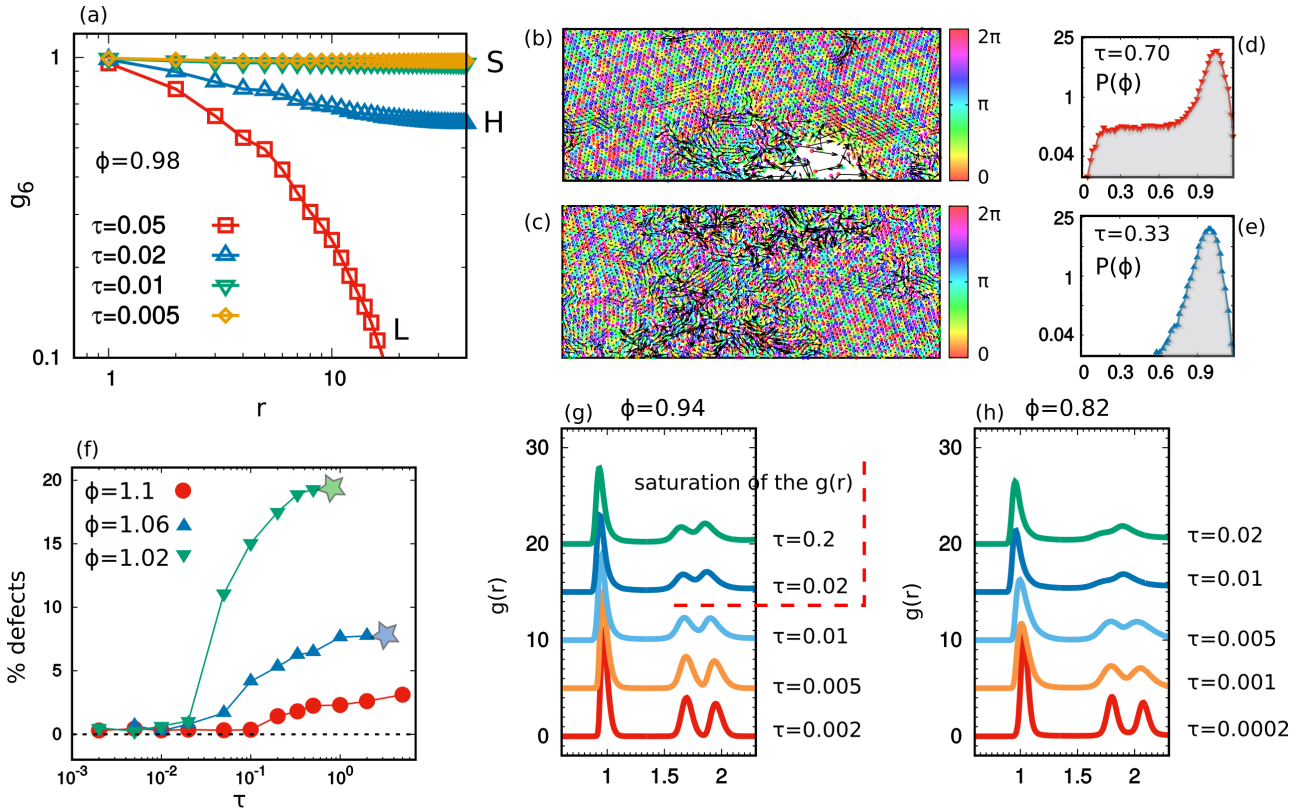 (a)
1
0.1
g6
1
10
r
ϕ=0.98
τ=0.05
τ=0.02
τ=0.01
τ=0.005
S
H
L
(b)
2π
π
0
(c)
2π
π
0
(d)
25
1
0.04
τ=0.70
P(ϕ)
0
0.3
0.6
0.9
(e)
25
1
0.04
τ=0.33
P(ϕ)
0
0.3
0.6
0.9
(f)
% defects
20
15
10
5
0
ϕ=1.1
ϕ=1.06
ϕ=1.02
10-3
10-2
10-1
100
τ
(g)
ϕ=0.94
g(r)
30
20
10
0
saturation of the g(r)
τ=0.2
τ=0.02
τ=0.01
τ=0.005
τ=0.002
1
1.5
2
(h)
ϕ=0.82
g(r)
30
20
10
0
τ=0.02
τ=0.01
τ=0.005
τ=0.001
τ=0.0002
1
1.5
2